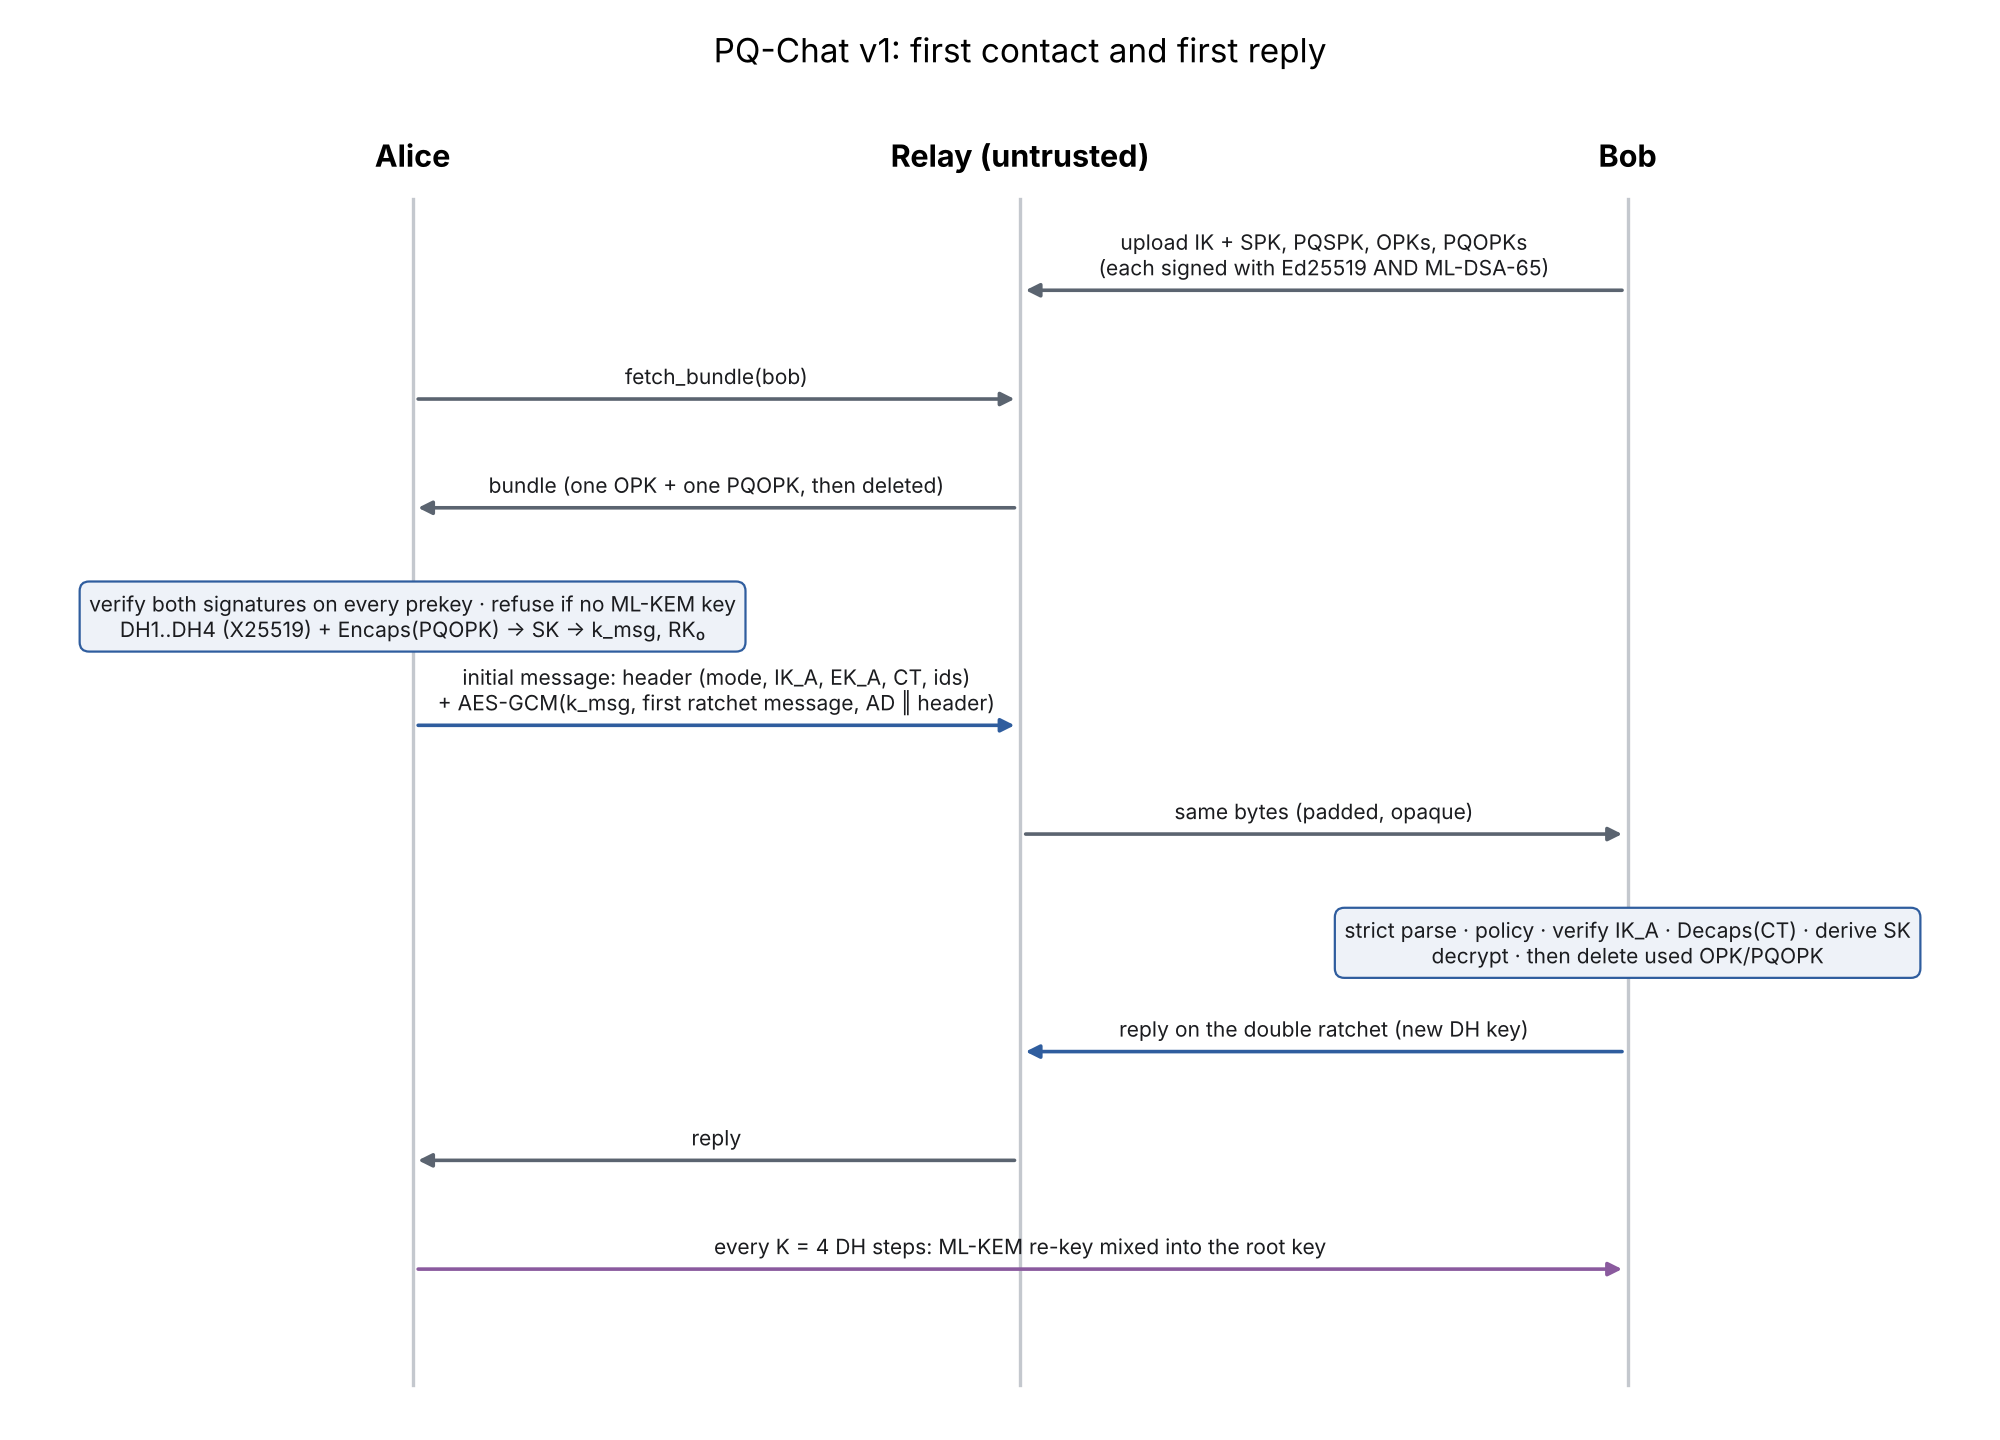 PQ-Chat v1: first contact and first reply
Alice
Relay (untrusted)
Bob
upload IK + SPK, PQSPK, OPKs, PQOPKs
(each signed with Ed25519 AND ML-DSA-65)
fetch_bundle(bob)
bundle (one OPK + one PQOPK, then deleted)
verify both signatures on every prekey · refuse if no ML-KEM key
DH1..DH4 (X25519) + Encaps(PQOPK) → SK → k_msg, RK₀
initial message: header (mode, IK_A, EK_A, CT, ids)
+ AES-GCM(k_msg, first ratchet message, AD ‖ header)
same bytes (padded, opaque)
strict parse · policy · verify IK_A · Decaps(CT) · derive SK
decrypt · then delete used OPK/PQOPK
reply on the double ratchet (new DH key)
reply
every K = 4 DH steps: ML-KEM re-key mixed into the root key